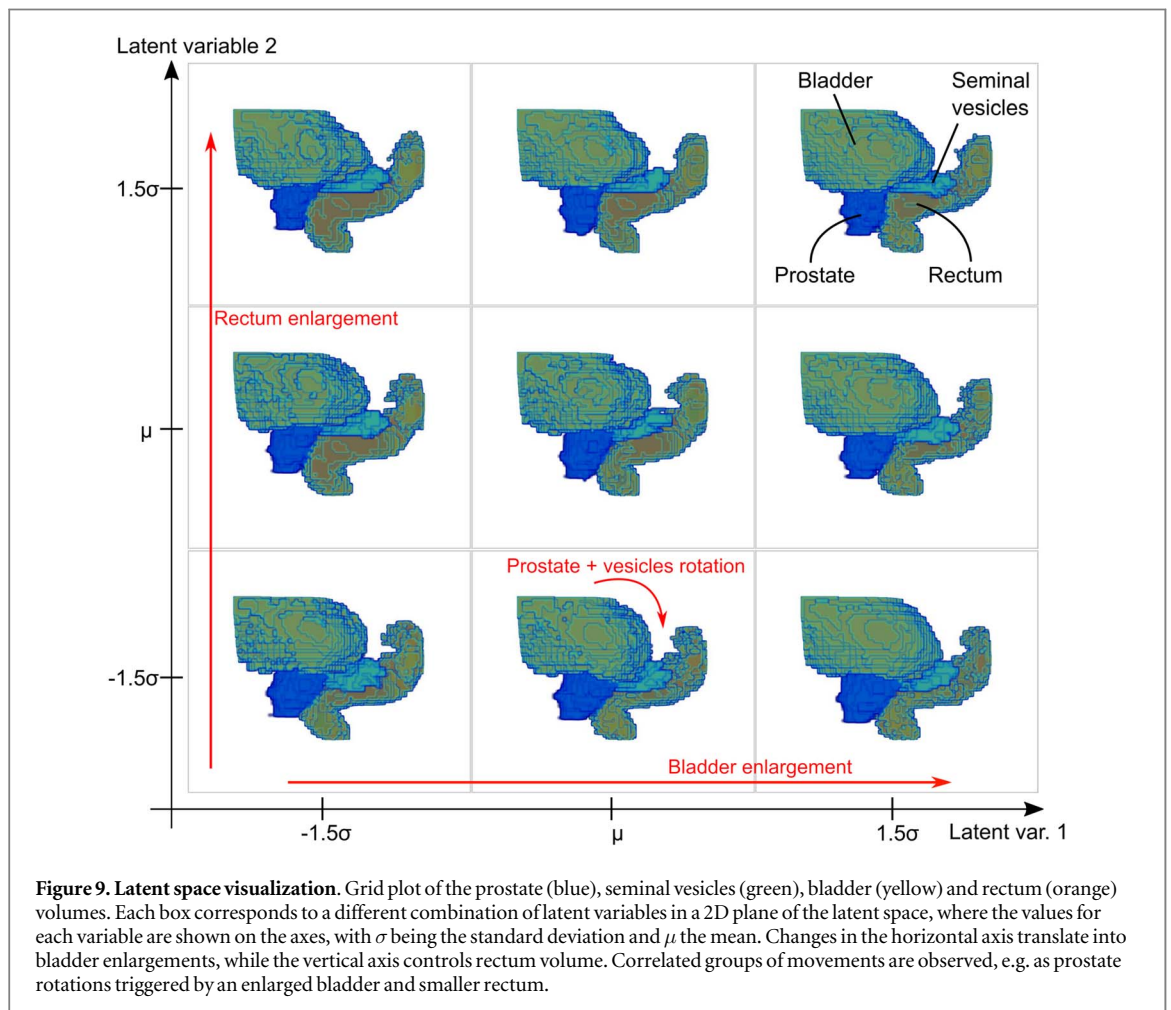 Latent variable 2
Bladder
Seminal
vesicles
1.5σ
Prostate
Rectum
Rectum enlargement
μ
Prostate + vesicles rotation
-1.5σ
Bladder enlargement
-1.5σ
μ
1.5σ
Latent var. 1
Figure 9. Latent space visualization. Grid plot of the prostate (blue), seminal vesicles (green), bladder (yellow) and rectum (orange)
volumes. Each box corresponds to a different combination of latent variables in a 2D plane of the latent space, where the values for
each variable are shown on the axes, with σ being the standard deviation and μ the mean. Changes in the horizontal axis translate into
bladder enlargements, while the vertical axis controls rectum volume. Correlated groups of movements are observed, e.g. as prostate
rotations triggered by an enlarged bladder and smaller rectum.